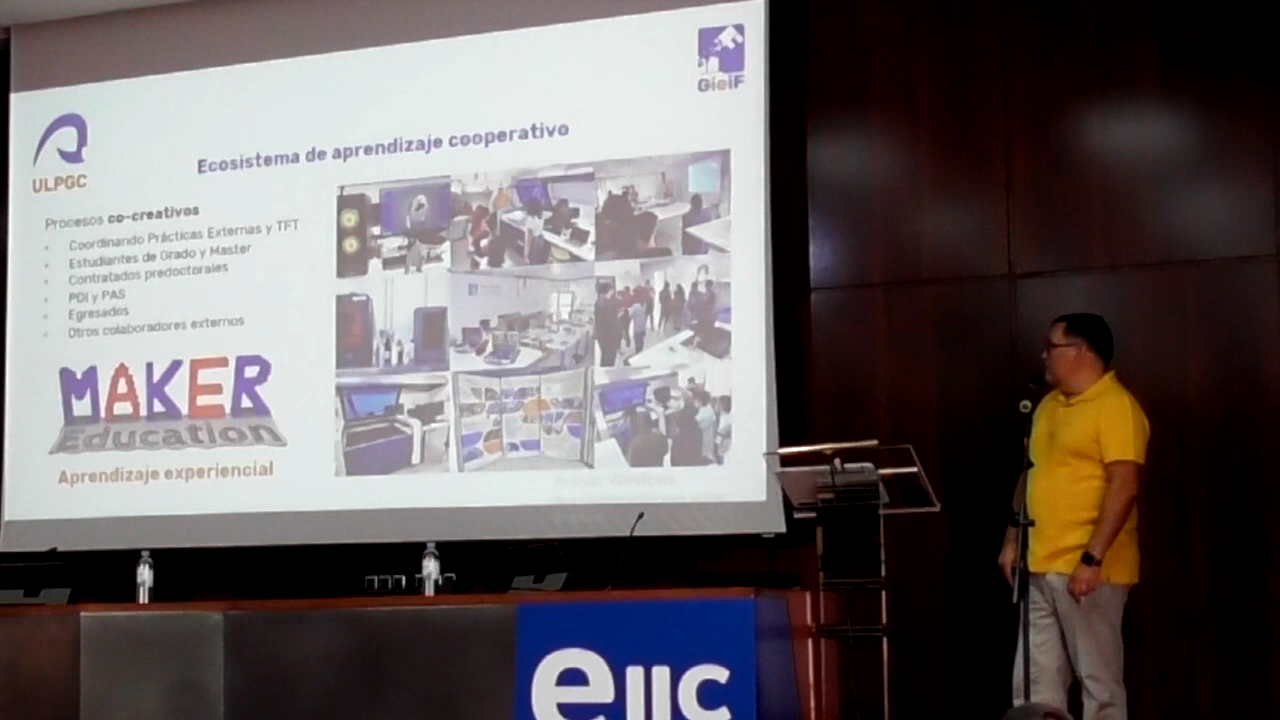 GieiF
ULPGC
Ecosistema de aprendizaje cooperativo
Procesos co-creativos
Coordinando Prácticas Externas y TFT
Estudiantes de Grado y Master
Contratados predoctorales
PDI y PAS
Egresados
Otros colaboradores externos
MAKER
Education
Aprendizaje experiencial
Windows
eiic